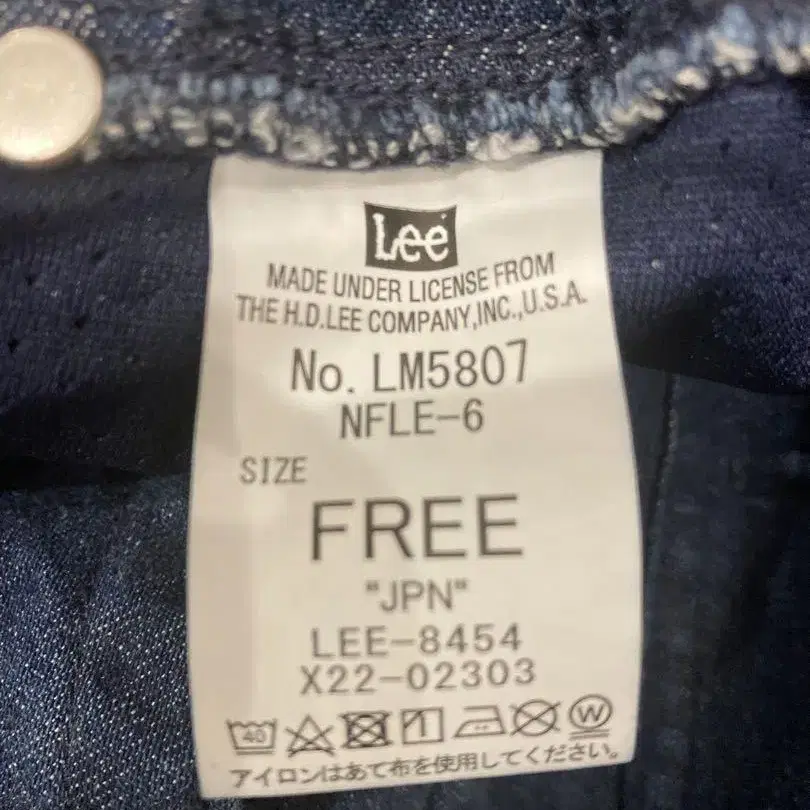 Lee
MADE UNDER LICENSE FROM
THE H.D.LEE COMPANY,INC.,U.S.A.
No. LM5807
NFLE-6
SIZE
FREE
"JPN"
LEE-8454
X22-02303
40 W
アイロンはあて布を使用してください。